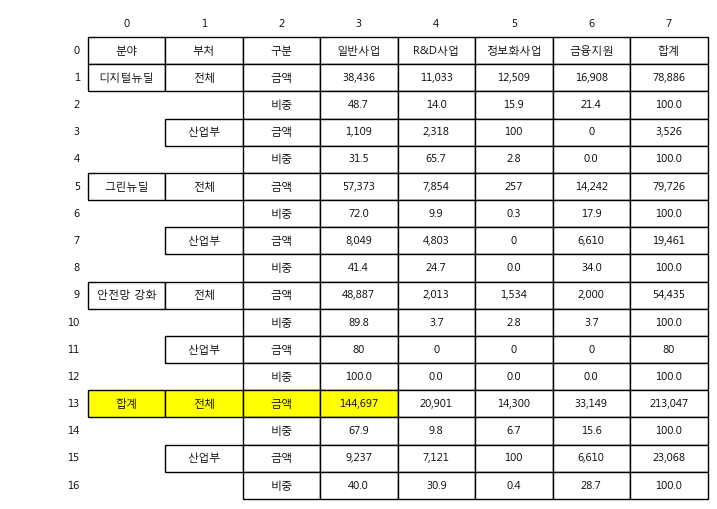 0 1 2 3 4 5 6 7
0 분야 부처 구분 일반사업 R&D사업 정보화사업 금융지원 합계
1 디지털뉴딜 전체 금액 38,436 11,033 12,509 16,908 78,886
2 비중 48.7 14.0 15.9 21.4 100.0
3 산업부 금액 1,109 2,318 100 0 3,526
4 비중 31.5 65.7 2.8 0.0 100.0
5 그린뉴딜 전체 금액 57,373 7,854 257 14,242 79,726
6 비중 72.0 9.9 0.3 17.9 100.0
7 산업부 금액 8,049 4,803 0 6,610 19,461
8 비중 41.4 24.7 0.0 34.0 100.0
9 안전망 강화 전체 금액 48,887 2,013 1,534 2,000 54,435
10 비중 89.8 3.7 2.8 3.7 100.0
11 산업부 금액 80 0 0 0 80
12 비중 100.0 0.0 0.0 0.0 100.0
13 합계 전체 금액 144,697 20,901 14,300 33,149 213,047
14 비중 67.9 9.8 6.7 15.6 100.0
15 산업부 금액 9,237 7,121 100 6,610 23,068
16 비중 40.0 30.9 0.4 28.7 100.0